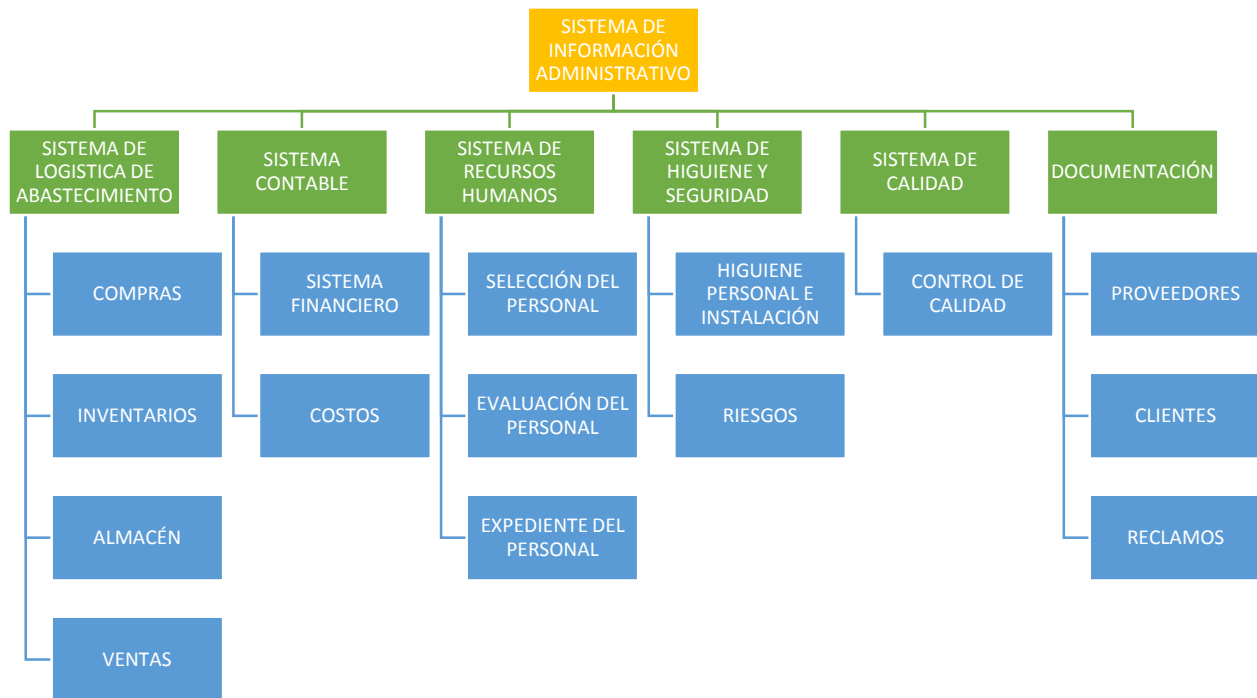 SISTEMA DE
INFORMACIÓN
ADMINISTRATIVO
SISTEMA DE
LOGISTICA DE
ABASTECIMIENTO
SISTEMA
CONTABLE
SISTEMA DE
RECURSOS
HUMANOS
SISTEMA DE
HIGUIENE Y
SEGURIDAD
SISTEMA DE
CALIDAD
DOCUMENTACIÓN
COMPRAS
SISTEMA
FINANCIERO
SELECCIÓN DEL
PERSONAL
HIGUIENE
PERSONAL E
INSTALACIÓN
CONTROL DE
CALIDAD
PROVEEDORES
INVENTARIOS
COSTOS
EVALUACIÓN DEL
PERSONAL
RIESGOS
CLIENTES
ALMACÉN
EXPEDIENTE DEL
PERSONAL
RECLAMOS
VENTAS